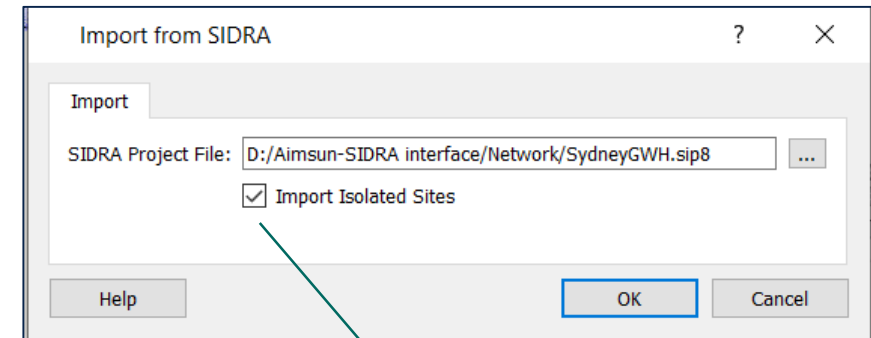 Import from SIDRA ?
Import
SIDRA Project File: D:/Aimsun-SIDRA interface/Network/SydneyGWH.sip8 ...
Import Isolated Sites
Help OK Cancel